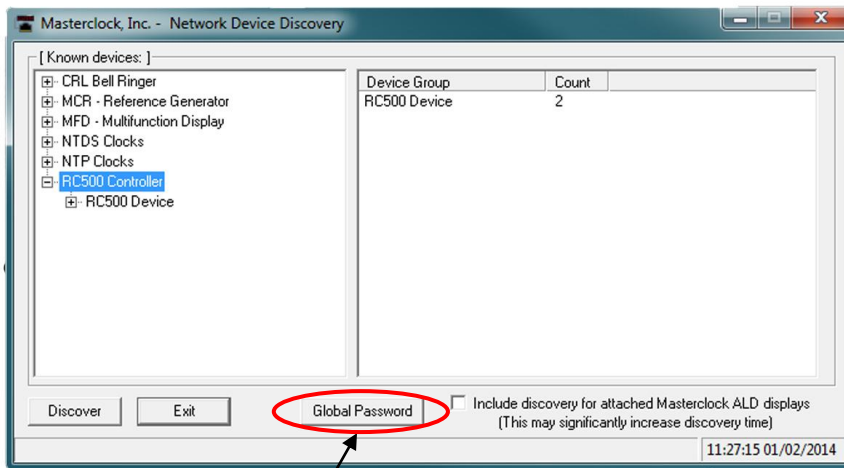 Masterclock, Inc. -  Network Device Discovery
[ Known devices: ]
CRL Bell Ringer
MCR - Reference Generator
MFD - Multifunction Display
NTDS Clocks
NTP Clocks
RC500 Controller
RC500 Device
Device Group Count
RC500 Device 2
Discover Exit Global Password Include discovery for attached Masterclock ALD displays
(This may significantly increase discovery time)
11:27:15 01/02/2014